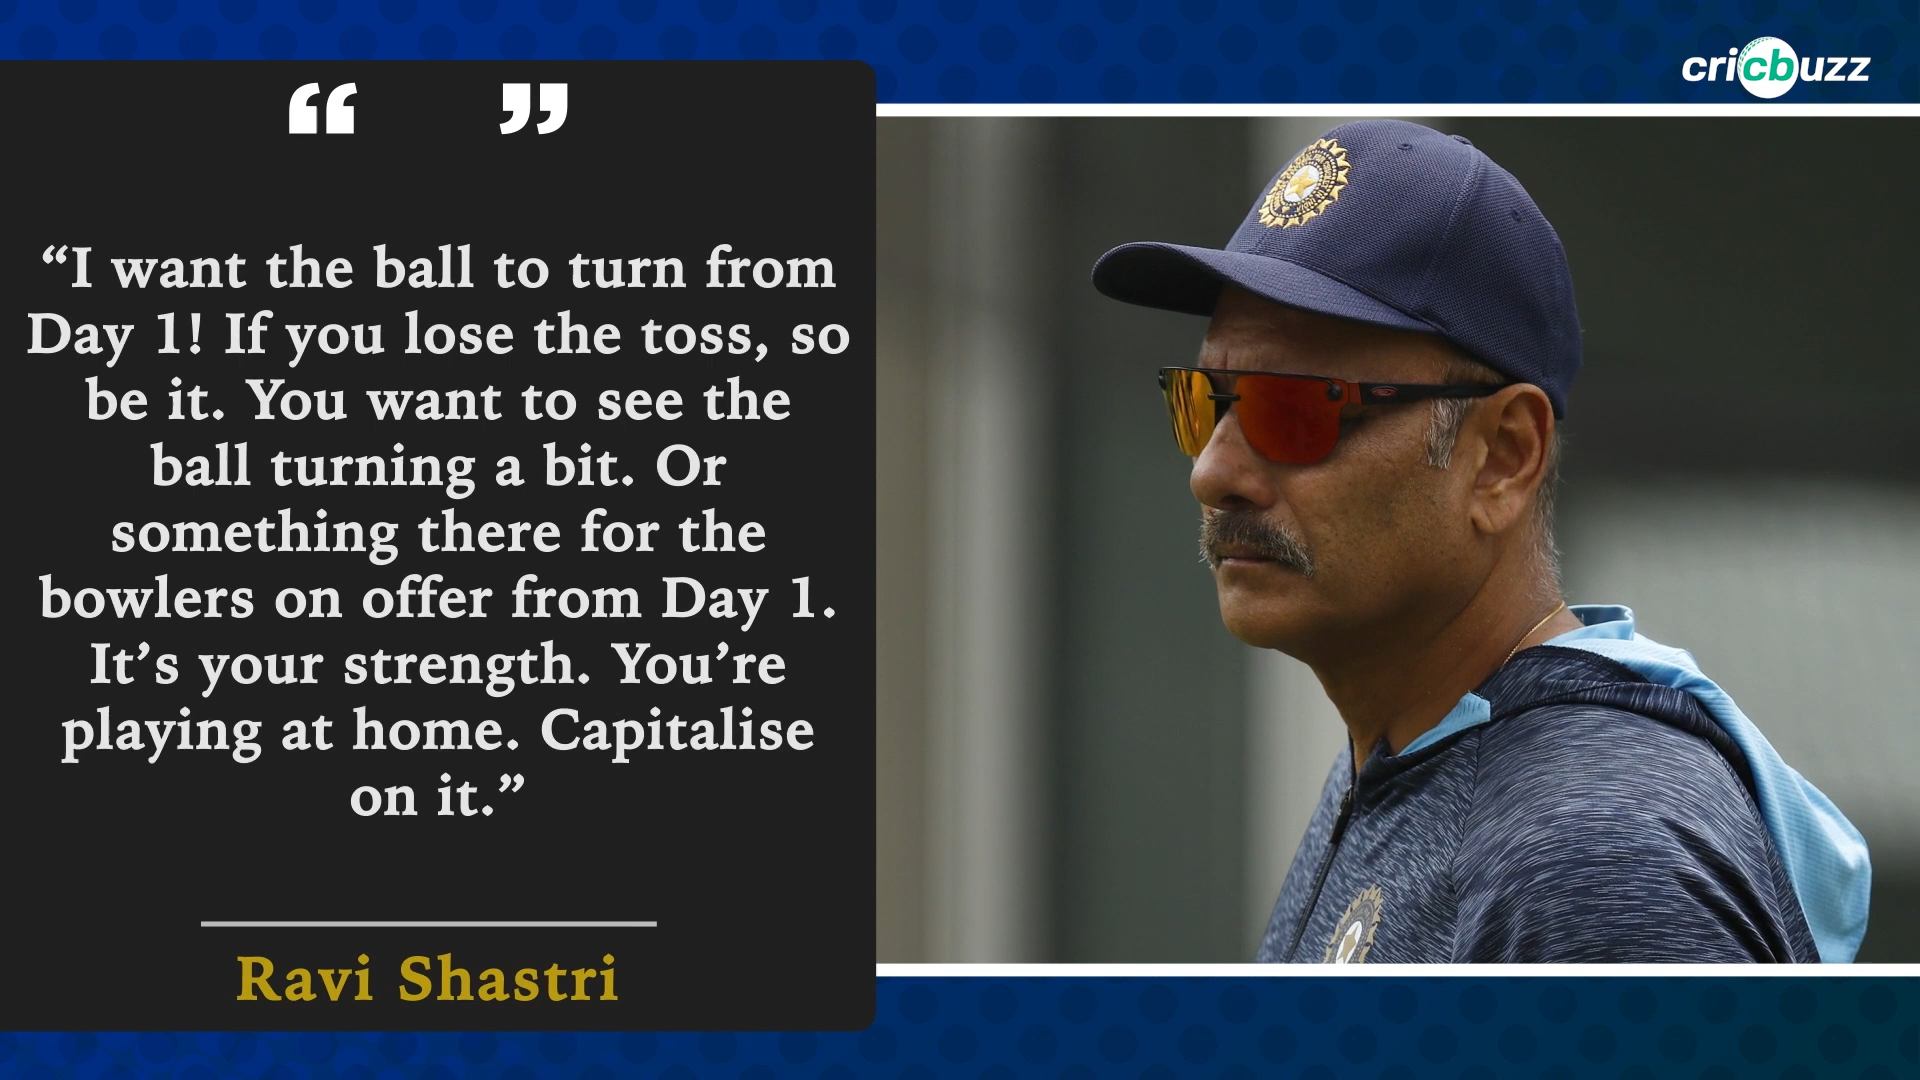 cricbuzz
“ ”
“I want the ball to turn from
Day 1! If you lose the toss, so
be it. You want to see the
ball turning a bit. Or
something there for the
bowlers on offer from Day 1.
It’s your strength. You’re
playing at home. Capitalise
on it.”
Ravi Shastri